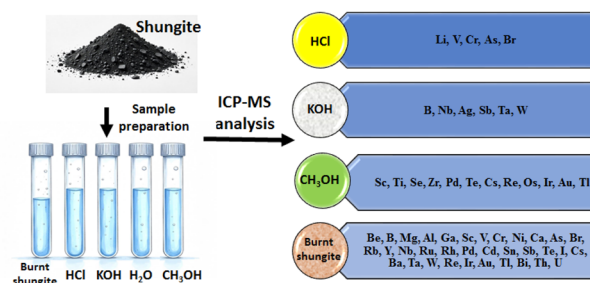 Shungite
Sample
preparation
ICP-MS
analysis
Burnt
shungite
HCl
KOH
H₂O
CH₃OH
HCl
Li, V, Cr, As, Br
KOH
B, Nb, Ag, Sb, Ta, W
CH₃OH
Sc, Ti, Se, Zr, Pd, Te, Cs, Re, Os, Ir, Au, Tl
Burnt
shungite
Be, B, Mg, Al, Ga, Sc, V, Cr, Ni, Ca, As, Br,
Rb, Y, Nb, Ru, Rh, Pd, Cd, Sn, Sb, Te, I, Cs,
Ba, Ta, W, Re, Ir, Au, Tl, Bi, Th, U